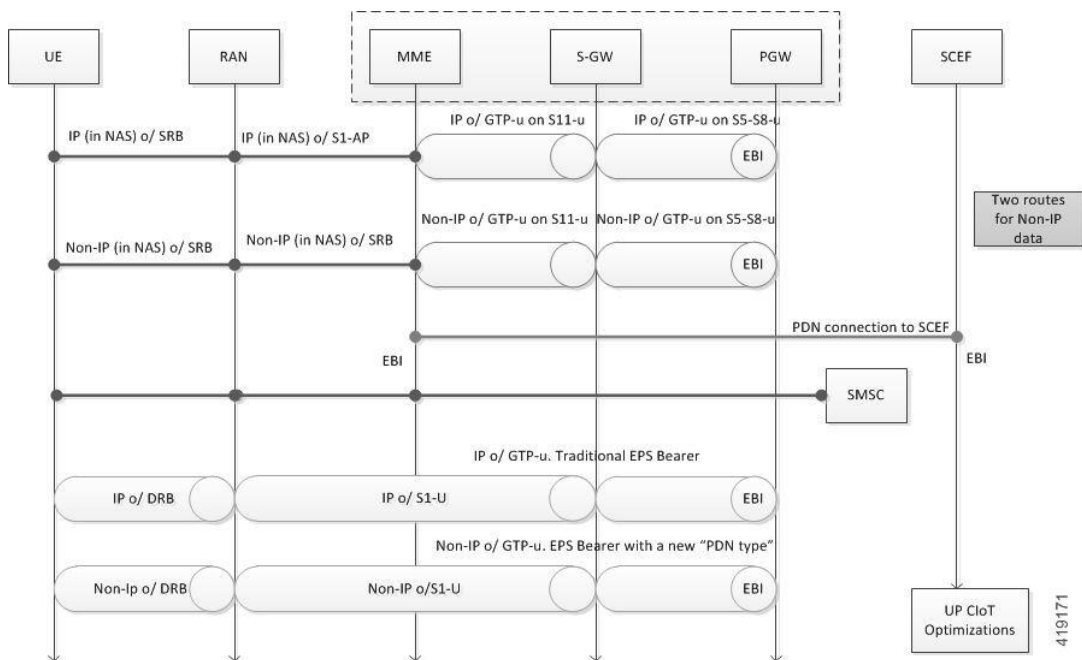 UE
RAN
MME
S-GW
PGW
SCEF
IP o/ GTP-u on S11-u
IP o/ GTP-u on S5-S8-u
IP (in NAS) o/ SRB
IP (in NAS) o/ S1-AP
EBI
Two routes
for Non-IP
data
Non-IP o/ GTP-u on S11-u
Non-IP o/ GTP-u on S5-S8-u
Non-IP (in NAS) o/ SRB
Non-IP (in NAS) o/ SRB
EBI
PDN connection to SCEF
EBI
EBI
SMSC
IP o/ GTP-u. Traditional EPS Bearer
IP o/ DRB
IP o/ S1-U
EBI
Non-IP o/ GTP-u. EPS Bearer with a new “PDN type”
Non-Ip o/ DRB
Non-IP o/S1-U
EBI
UP CIoT
Optimizations
419171